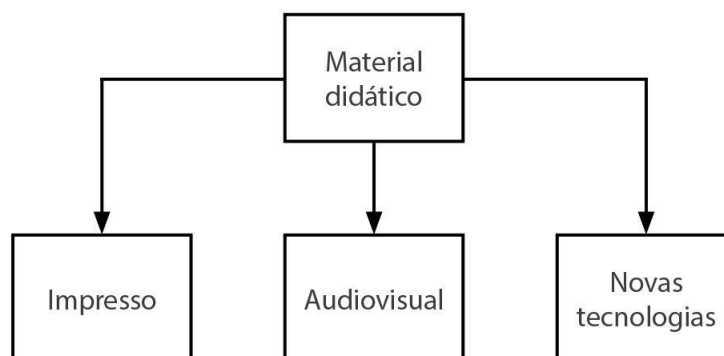 Material
didático
Impresso
Audiovisual
Novas
tecnologias